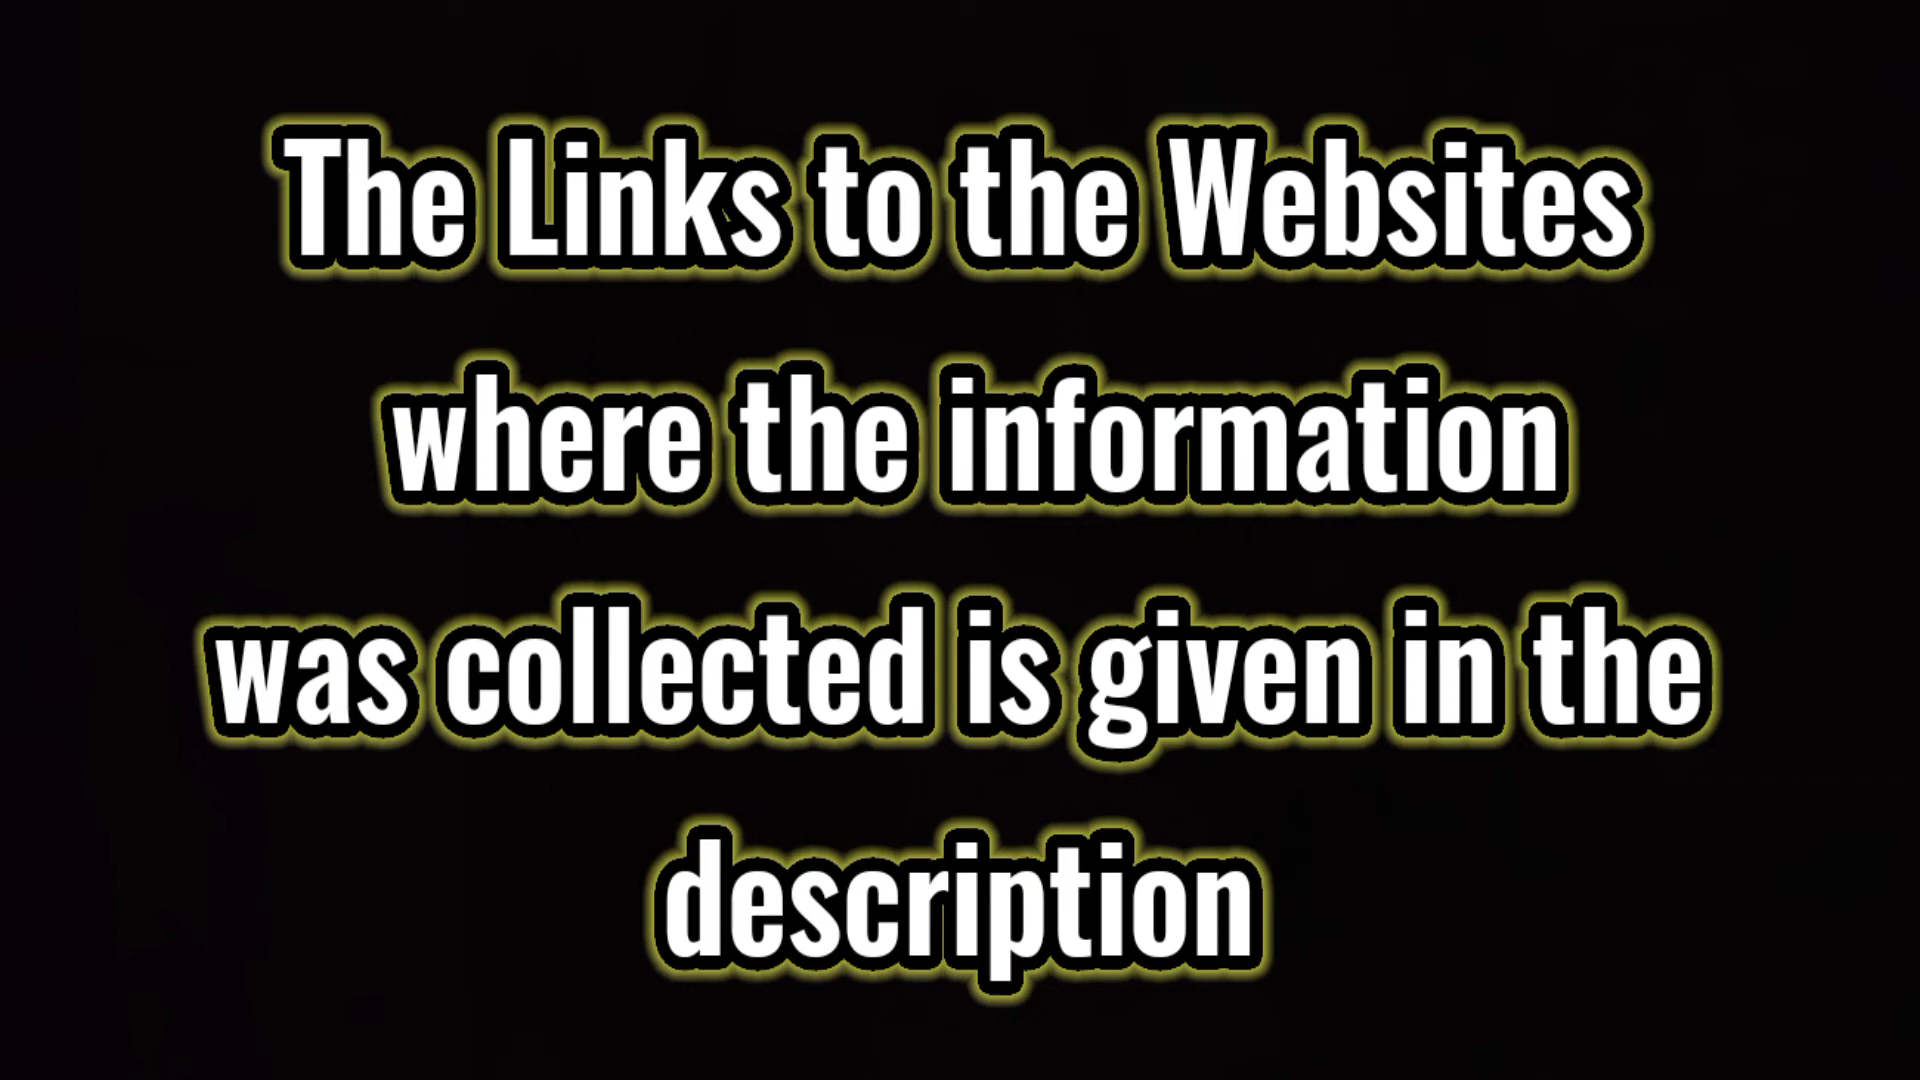 The Links to the Websites
where the information
was collected is given in the
description